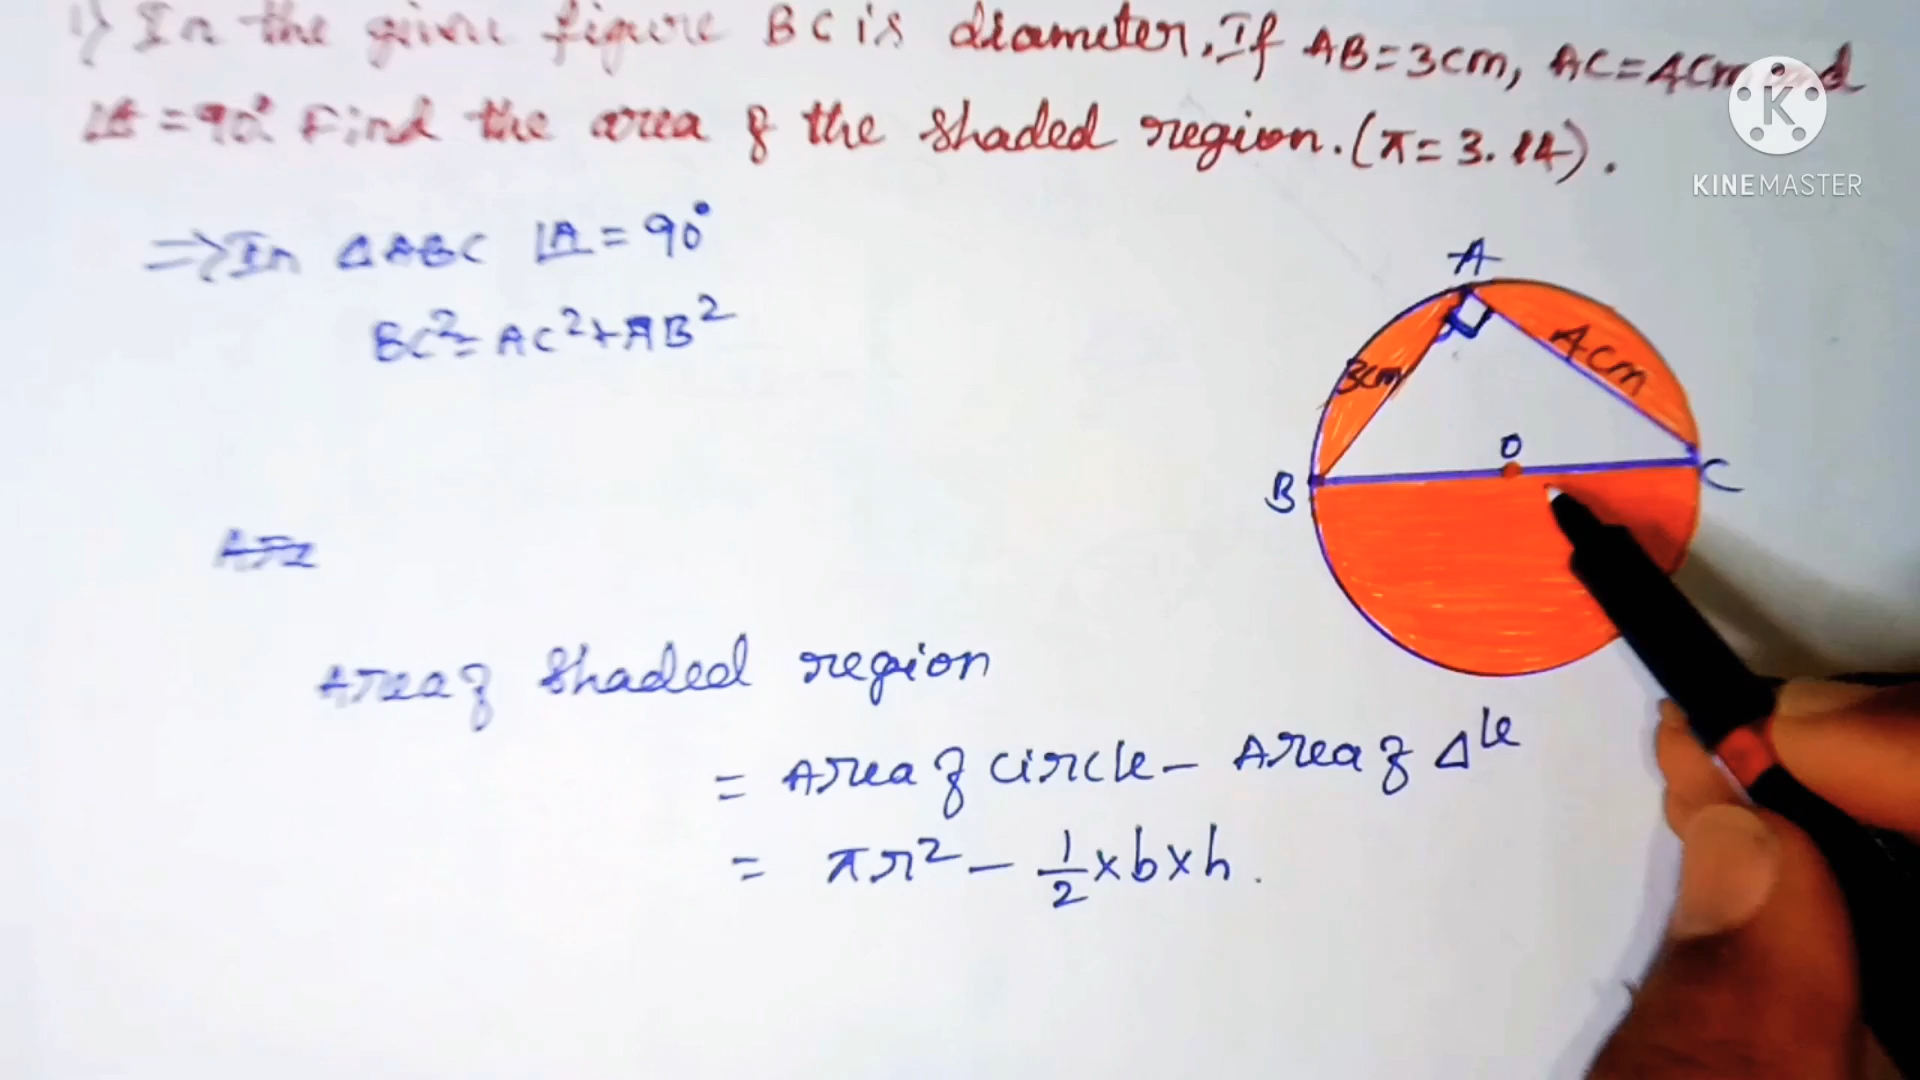 1) In the given figure BC is diameter. If AB=3cm, AC=4cm and
∠A=90° Find the area of the shaded region. (π=3.14).
KINEMASTER
⇒ In ΔABC ∠A=90°
BC²=AC²+AB²
A
3cm
4cm
O
B
C
Area of Shaded region
= Area of circle - Area of Δle
= πr² - 1/2 × b × h.